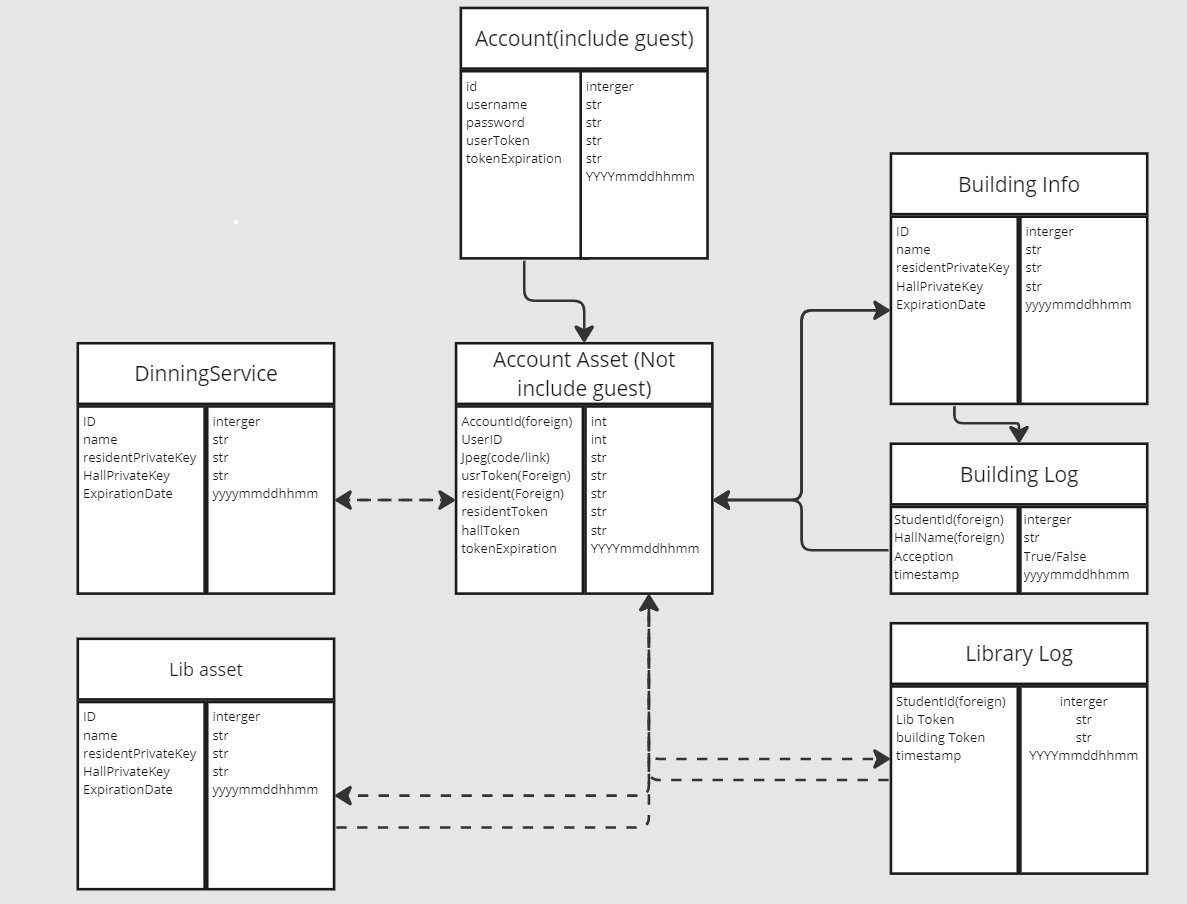 Account(include guest)
id
username
password
userToken
tokenExpiration
interger
str
str
str
str
YYYYmmddhhmm
Building Info
ID
name
residentPrivateKey
HallPrivateKey
ExpirationDate
interger
str
str
str
yyyymmddhhmm
DinningService
ID
name
residentPrivateKey
HallPrivateKey
ExpirationDate
interger
str
str
str
yyyymmddhhmm
Account Asset (Not
include guest)
AccountId(foreign)
UserID
Jpeg(code/link)
usrToken(Foreign)
resident(Foreign)
residentToken
hallToken
tokenExpiration
int
int
str
str
str
str
str
YYYYmmddhhmm
Building Log
StudentId(foreign)
HallName(foreign)
Acception
timestamp
interger
str
True/False
yyyymmddhhmm
Lib asset
ID
name
residentPrivateKey
HallPrivateKey
ExpirationDate
interger
str
str
str
yyyymmddhhmm
Library Log
StudentId(foreign)
Lib Token
building Token
timestamp
interger
str
str
YYYYmmddhhmm